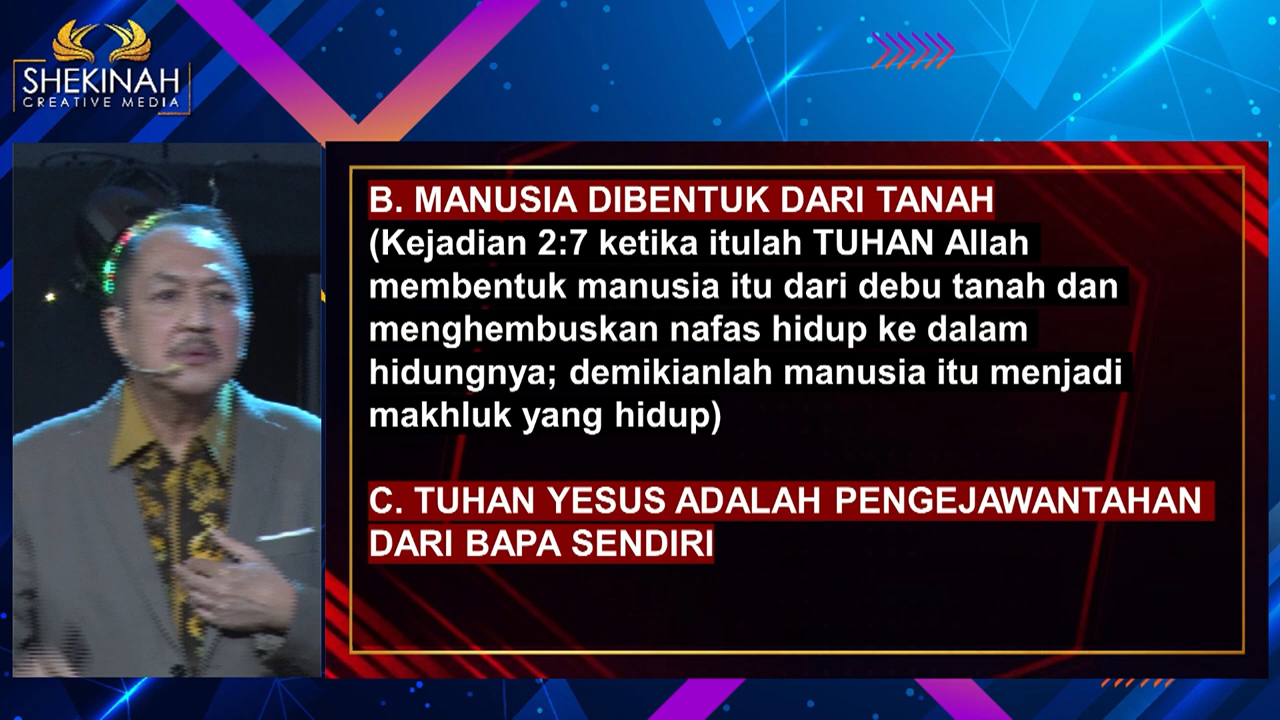 SHEKINAH
CREATIVE MEDIA
B. MANUSIA DIBENTUK DARI TANAH
(Kejadian 2:7 ketika itulah TUHAN Allah
membentuk manusia itu dari debu tanah dan
menghembuskan nafas hidup ke dalam
hidungnya; demikianlah manusia itu menjadi
makhluk yang hidup)
C. TUHAN YESUS ADALAH PENGEJAWANTAHAN
DARI BAPA SENDIRI